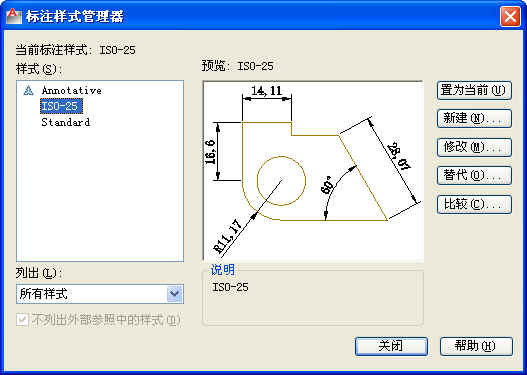 标注样式管理器
当前标注样式: ISO-25
样式(S):
Annotative
ISO-25
Standard
预览: ISO-25
14,11
16,6
28,07
60°
R11,17
置为当前(U)
新建(N)...
修改(M)...
替代(O)...
比较(C)...
列出(L):
所有样式
不列出外部参照中的样式(D)
说明
ISO-25
关闭
帮助(H)